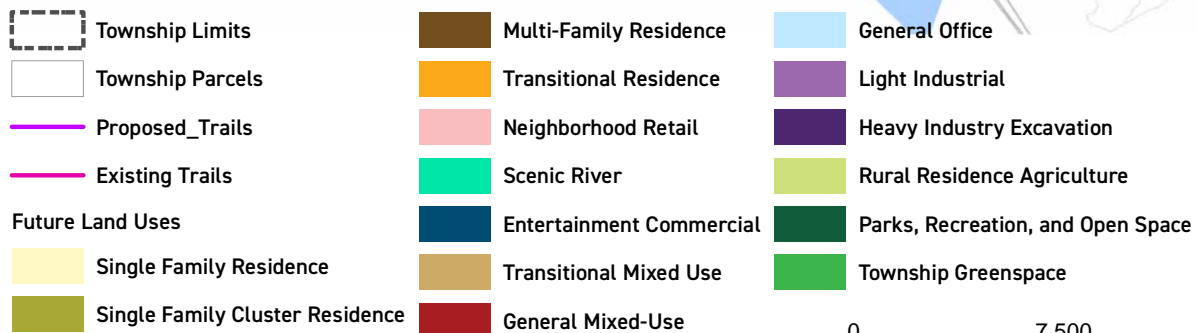 Township Limits
Township Parcels
Proposed_Trails
Existing Trails
Future Land Uses
Single Family Residence
Single Family Cluster Residence
Multi-Family Residence
Transitional Residence
Neighborhood Retail
Scenic River
Entertainment Commercial
Transitional Mixed Use
General Mixed-Use
General Office
Light Industrial
Heavy Industry Excavation
Rural Residence Agriculture
Parks, Recreation, and Open Space
Township Greenspace
0 7,500